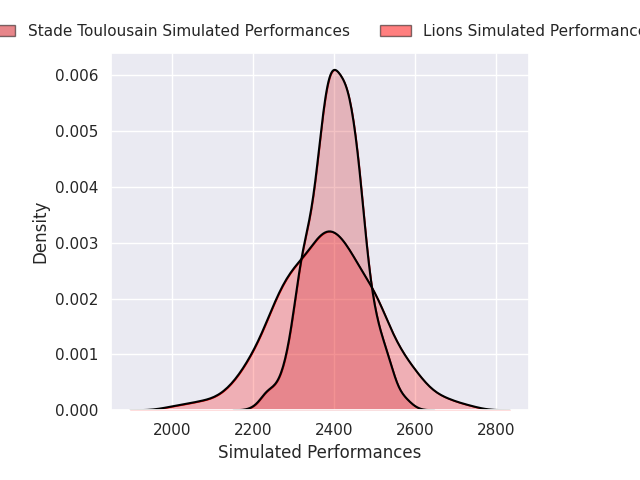 Stade Toulousain Simulated Performances
Lions Simulated Performanc
0.006
0.005
0.004
0.003
0.002
0.001
0.000
Density
2000 2200 2400 2600 2800
Simulated Performances